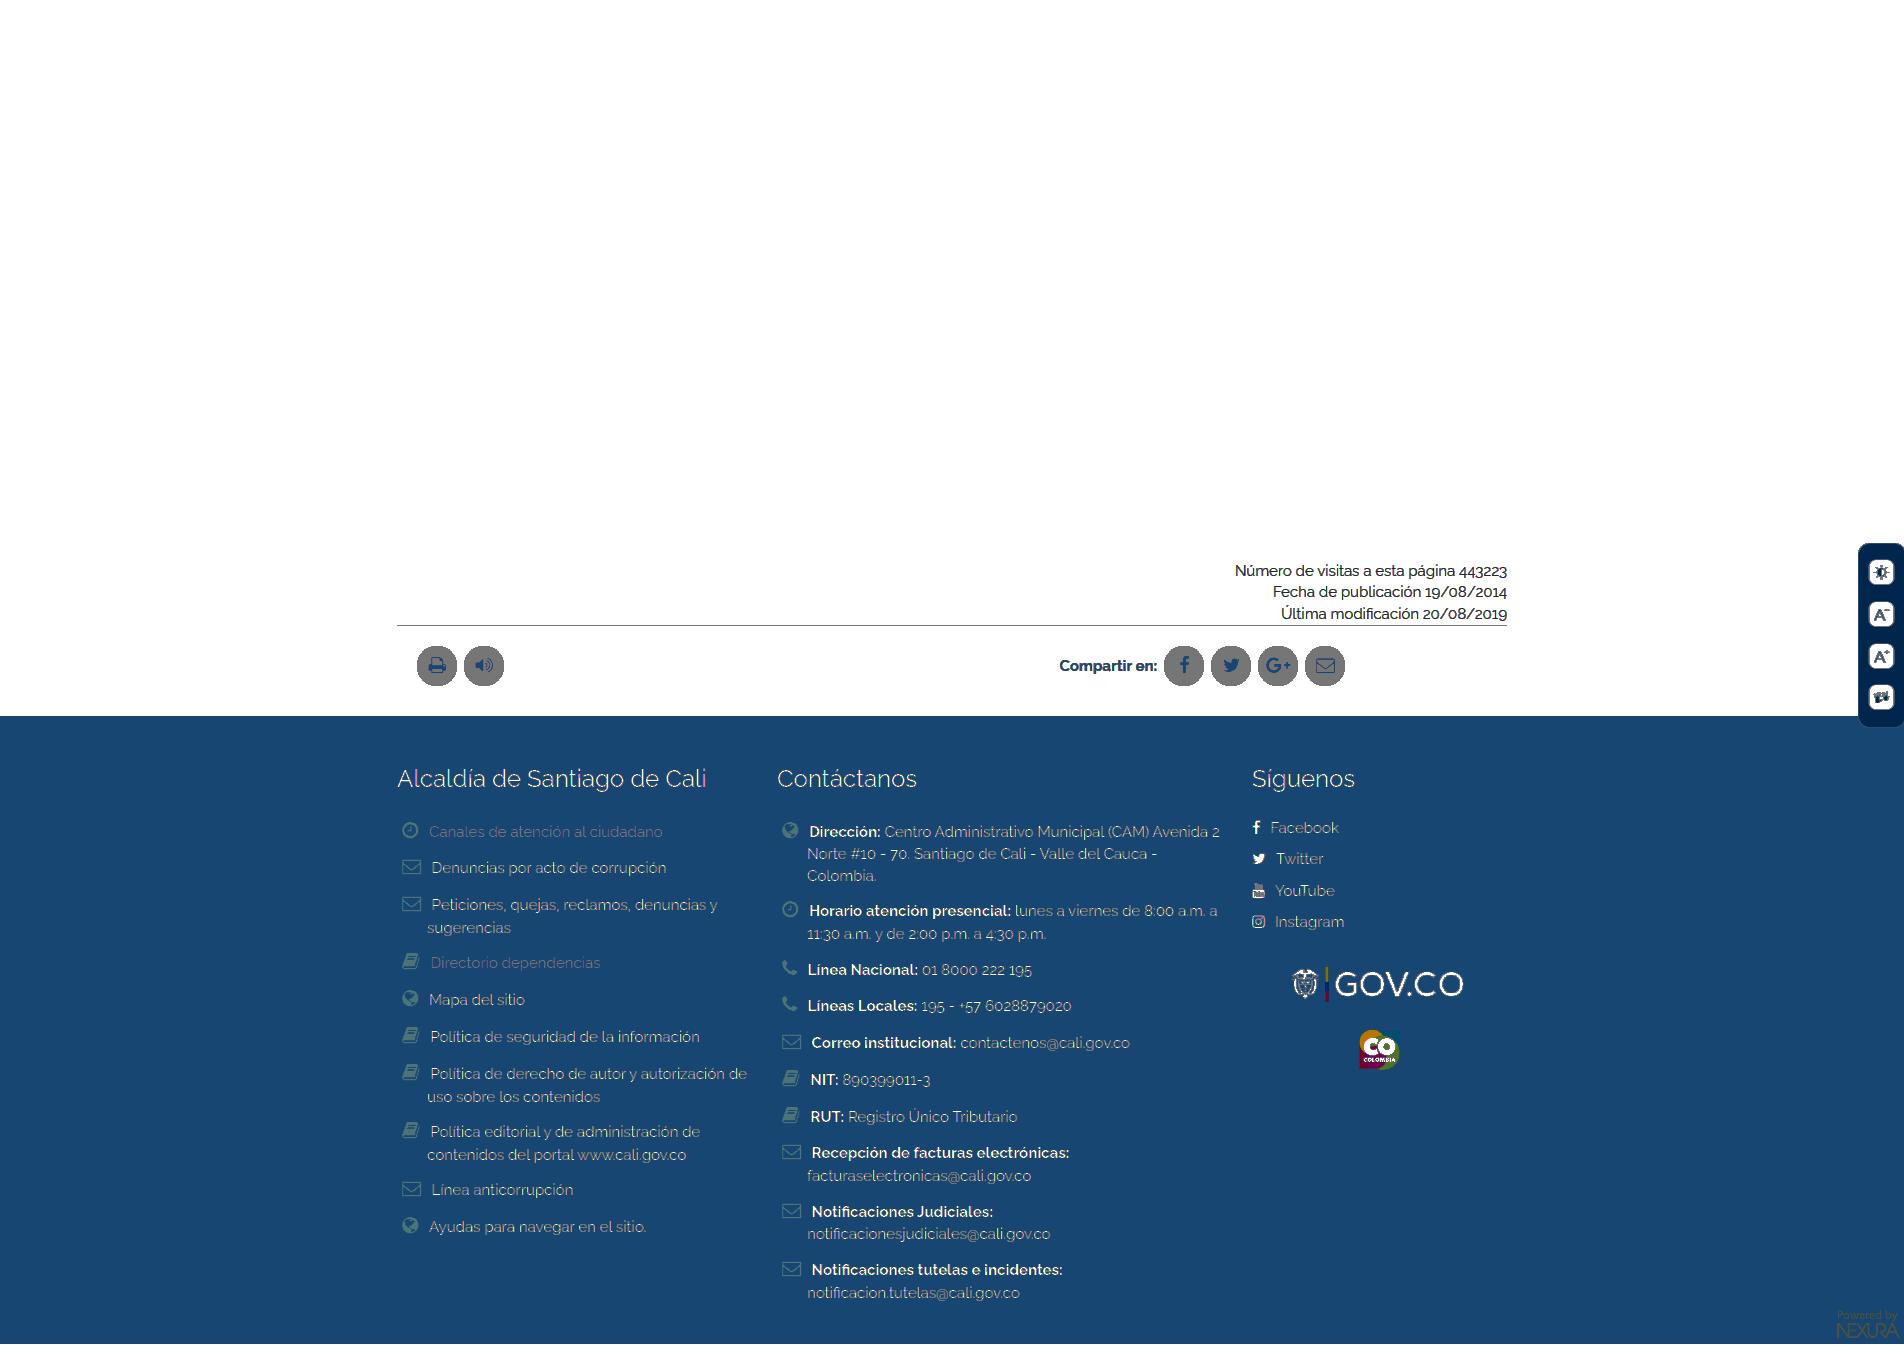 Número de visitas a esta página 443223
Fecha de publicación 19/08/2014
Última modificación 20/08/2019
Compartir en:
A-
A+
Alcaldía de Santiago de Cali
Canales de atención al ciudadano
Denuncias por acto de corrupción
Peticiones, quejas, reclamos, denuncias y
sugerencias
Directorio dependencias
Mapa del sitio
Política de seguridad de la información
Política de derecho de autor y autorización de
uso sobre los contenidos
Política editorial y de administración de
contenidos del portal www.cali.gov.co
Línea anticorrupción
Ayudas para navegar en el sitio.
Contáctanos
Dirección: Centro Administrativo Municipal (CAM) Avenida 2
Norte #10 - 70. Santiago de Cali - Valle del Cauca -
Colombia.
Horario atención presencial: lunes a viernes de 8:00 a.m. a
11:30 a.m. y de 2:00 p.m. a 4:30 p.m.
Línea Nacional: 01 8000 222 195
Líneas Locales: 195 - +57 6028879020
Correo institucional: contactenos@cali.gov.co
NIT: 890399011-3
RUT: Registro Único Tributario
Recepción de facturas electrónicas:
facturaselectronicas@cali.gov.co
Notificaciones Judiciales:
notificacionesjudiciales@cali.gov.co
Notificaciones tutelas e incidentes:
notificacion.tutelas@cali.gov.co
Síguenos
Facebook
Twitter
YouTube
Instagram
GOV.CO
CO
COLOMBIA
Powered by
NEXURA